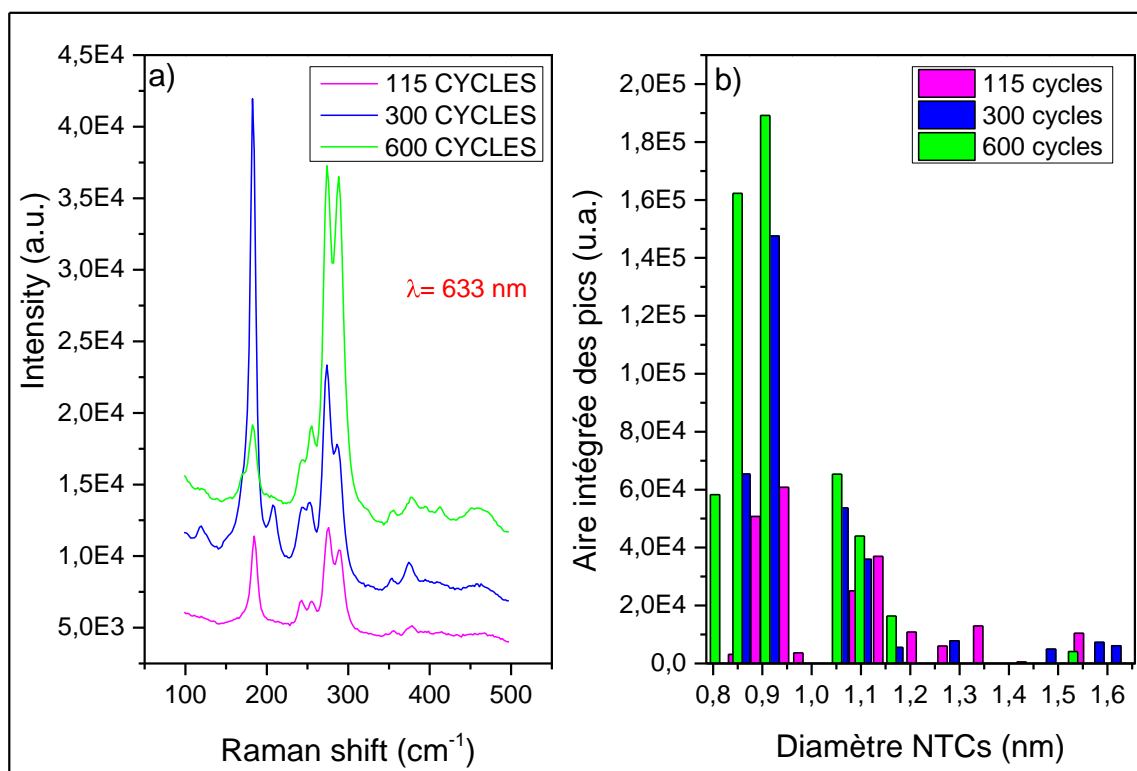 a)
115 CYCLES
300 CYCLES
600 CYCLES
λ= 633 nm
Intensity (a.u.)
4,5E4
4,0E4
3,5E4
3,0E4
2,5E4
2,0E4
1,5E4
1,0E4
5,0E3
100 200 300 400 500
Raman shift (cm⁻¹)
b)
115 cycles
300 cycles
600 cycles
Aire intégrée des pics (u.a.)
2,0E5
1,8E5
1,6E5
1,4E5
1,2E5
1,0E5
8,0E4
6,0E4
4,0E4
2,0E4
0,0
0,8 0,9 1,0 1,1 1,2 1,3 1,4 1,5 1,6
Diamètre NTCs (nm)